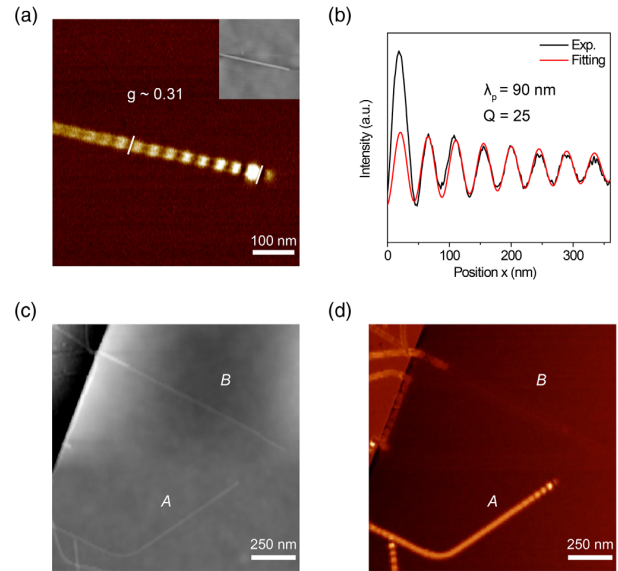 (a)
g ~ 0.31
100 nm
(b)
Exp.
Fitting
λp = 90 nm
Q = 25
Intensity (a.u.)
0 100 200 300
Position x (nm)
(c)
B
A
250 nm
(d)
B
A
250 nm